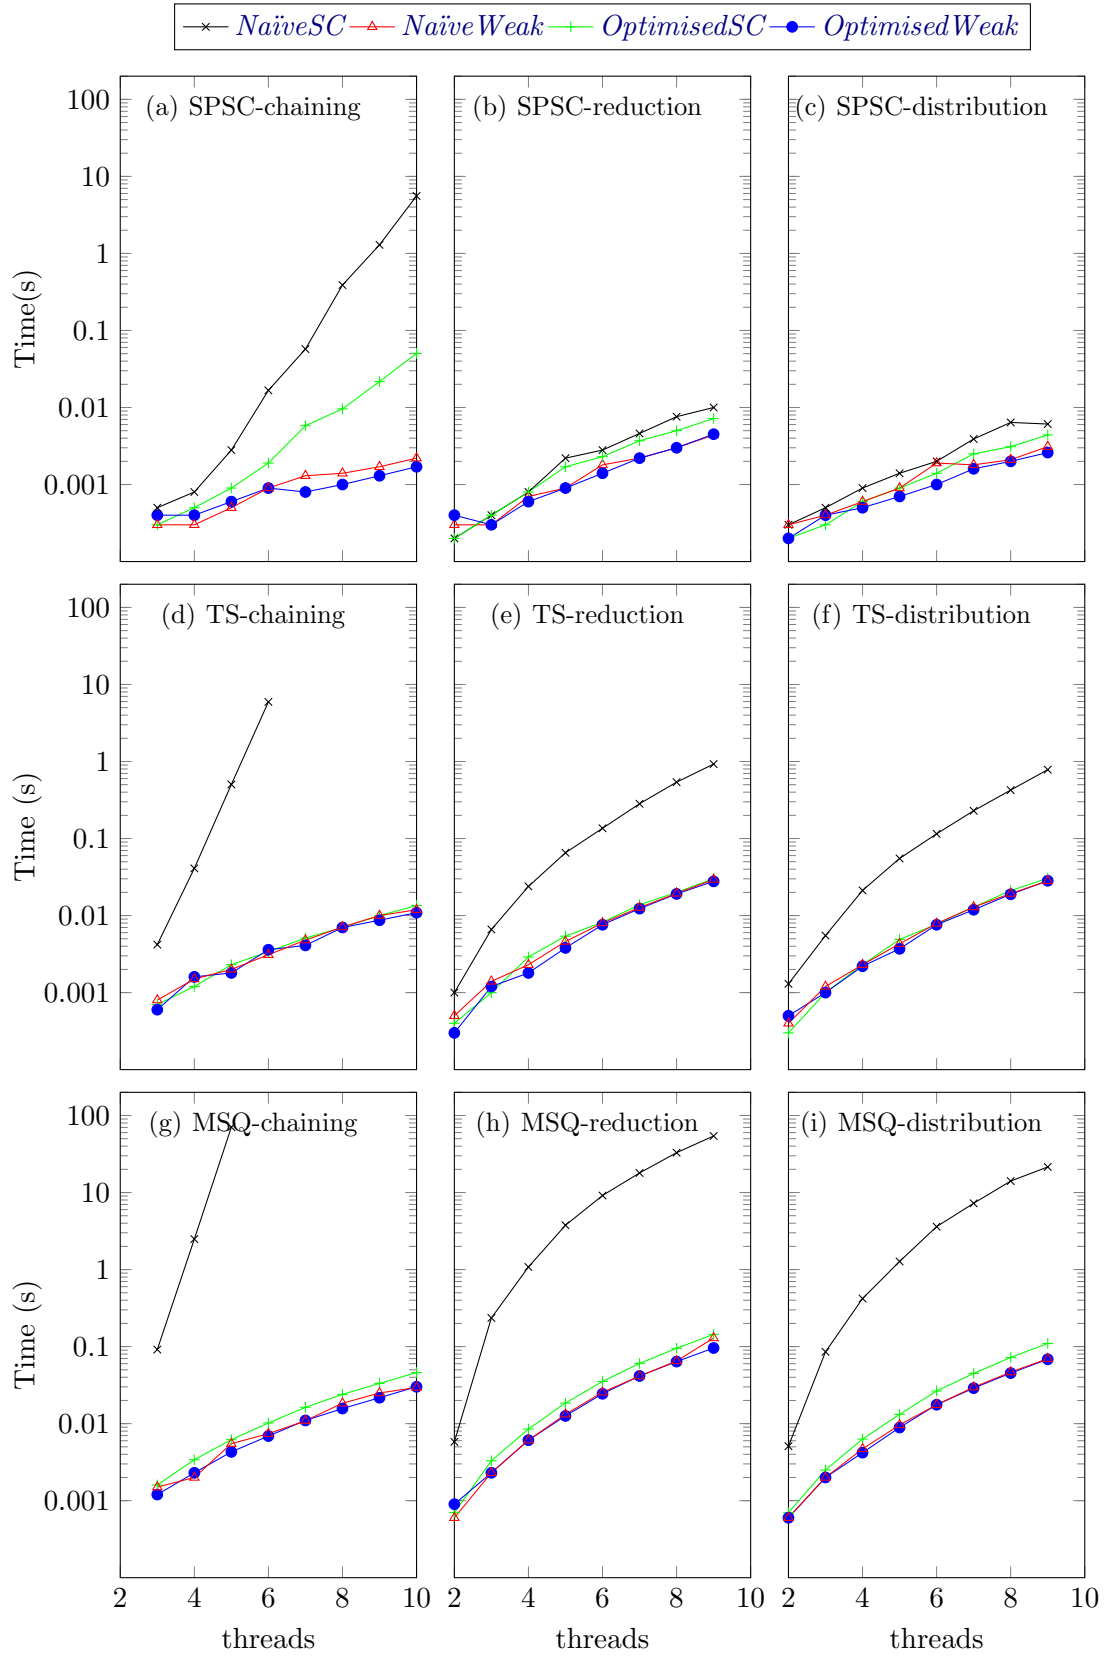 NaïveSC NaïveWeak OptimisedSC OptimisedWeak
(a) SPSC-chaining
(b) SPSC-reduction
(c) SPSC-distribution
100
10
1
0.1
0.01
0.001
Time(s)
(d) TS-chaining
(e) TS-reduction
(f) TS-distribution
100
10
1
0.1
0.01
0.001
Time (s)
(g) MSQ-chaining
(h) MSQ-reduction
(i) MSQ-distribution
100
10
1
0.1
0.01
0.001
Time (s)
2 4 6 8 10
2 4 6 8 10
2 4 6 8 10
threads
threads
threads